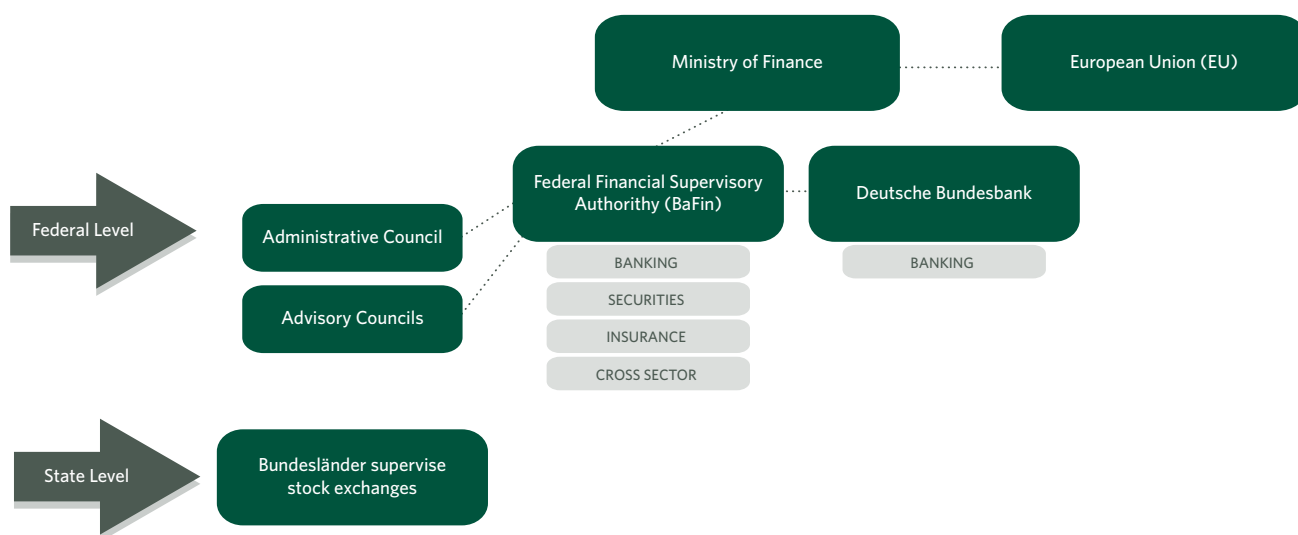 Ministry of Finance
European Union (EU)
Federal Financial Supervisory
Authorithy (BaFin)
Deutsche Bundesbank
Federal Level
Administrative Council
Advisory Councils
BANKING
SECURITIES
INSURANCE
CROSS SECTOR
BANKING
State Level
Bundesländer supervise
stock exchanges